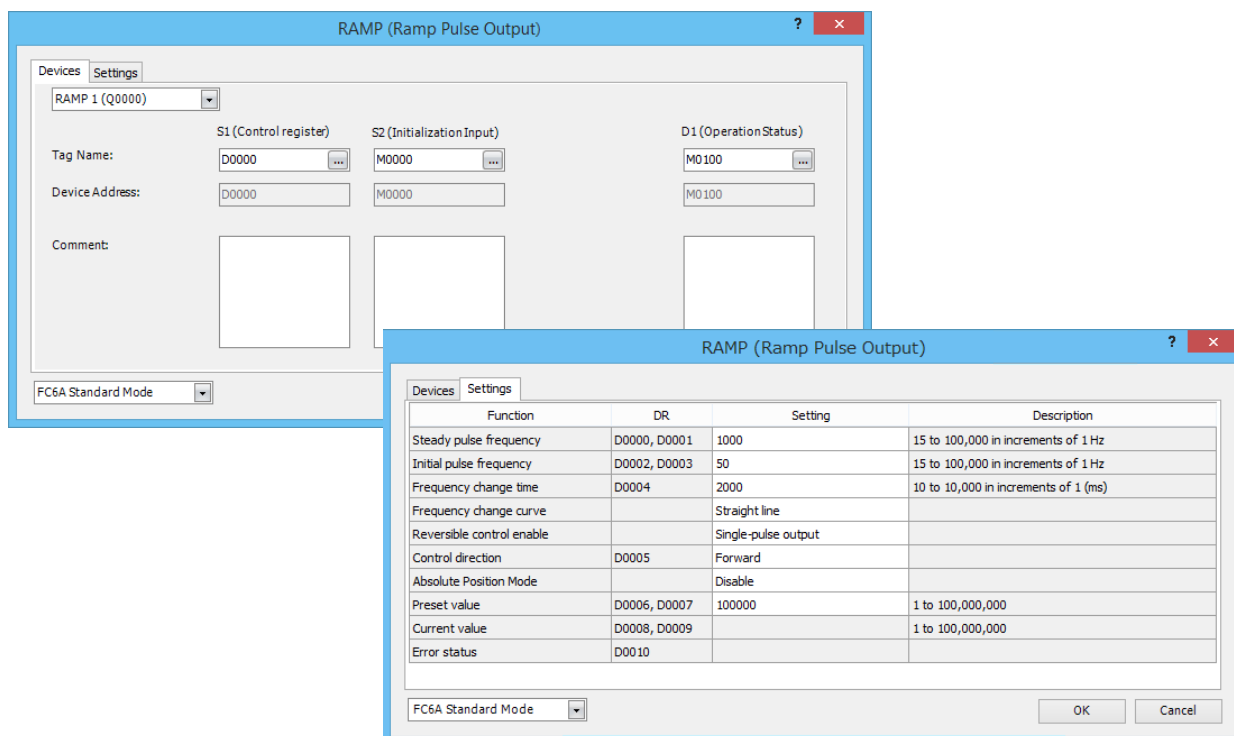 RAMP (Ramp Pulse Output) ?
Devices Settings
RAMP 1 (Q0000)
S1(Control register) S2(Initialization Input) D1(Operation Status)
Tag Name: D0000 ... M0000 ... M0100 ...
Device Address: D0000 M0000 M0100
Comment:
FC6A Standard Mode
RAMP (Ramp Pulse Output) ?
Devices Settings
Function DR Setting Description
Steady pulse frequency D0000, D0001 1000 15 to 100,000 in increments of 1 Hz
Initial pulse frequency D0002, D0003 50 15 to 100,000 in increments of 1 Hz
Frequency change time D0004 2000 10 to 10,000 in increments of 1 (ms)
Frequency change curve Straight line
Reversible control enable Single-pulse output
Control direction D0005 Forward
Absolute Position Mode Disable
Preset value D0006, D0007 100000 1 to 100,000,000
Current value D0008, D0009 1 to 100,000,000
Error status D0010
FC6A Standard Mode OK Cancel